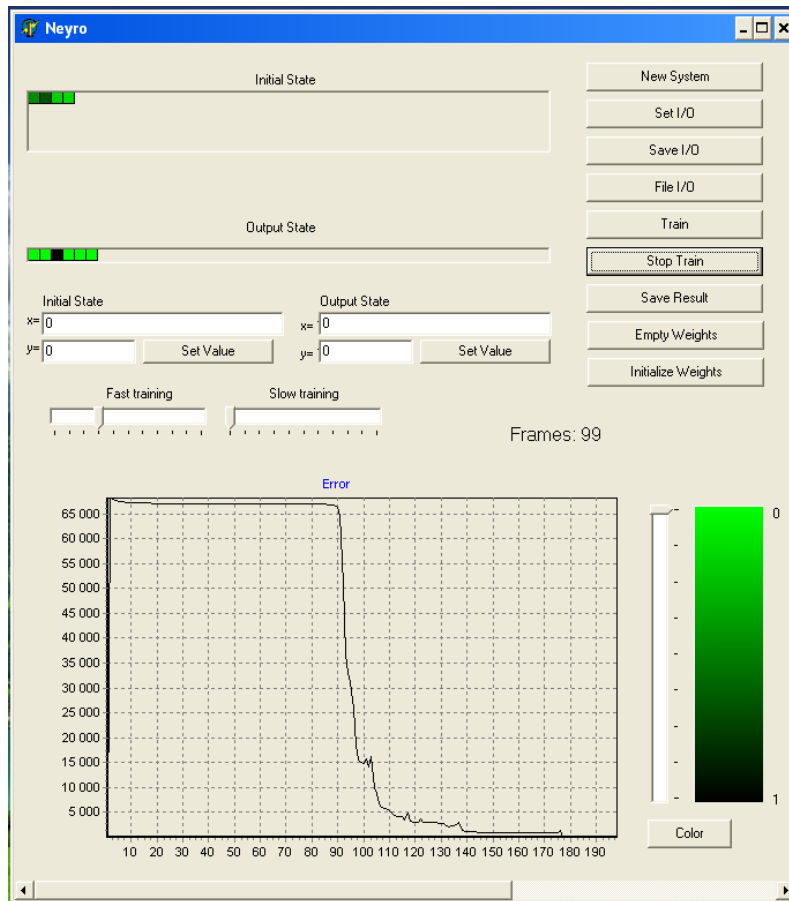 Neyro
Initial State
New System
Set I/O
Save I/O
File I/O
Output State
Train
Stop Train
Initial State
Output State
Save Result
x= 0
x= 0
y= 0
Set Value
y= 0
Set Value
Empty Weights
Initialize Weights
Fast training
Slow training
Frames: 99
Error
65 000
60 000
55 000
50 000
45 000
40 000
35 000
30 000
25 000
20 000
15 000
10 000
5 000
10 20 30 40 50 60 70 80 90 100 110 120 130 140 150 160 170 180 190
0
1
Color